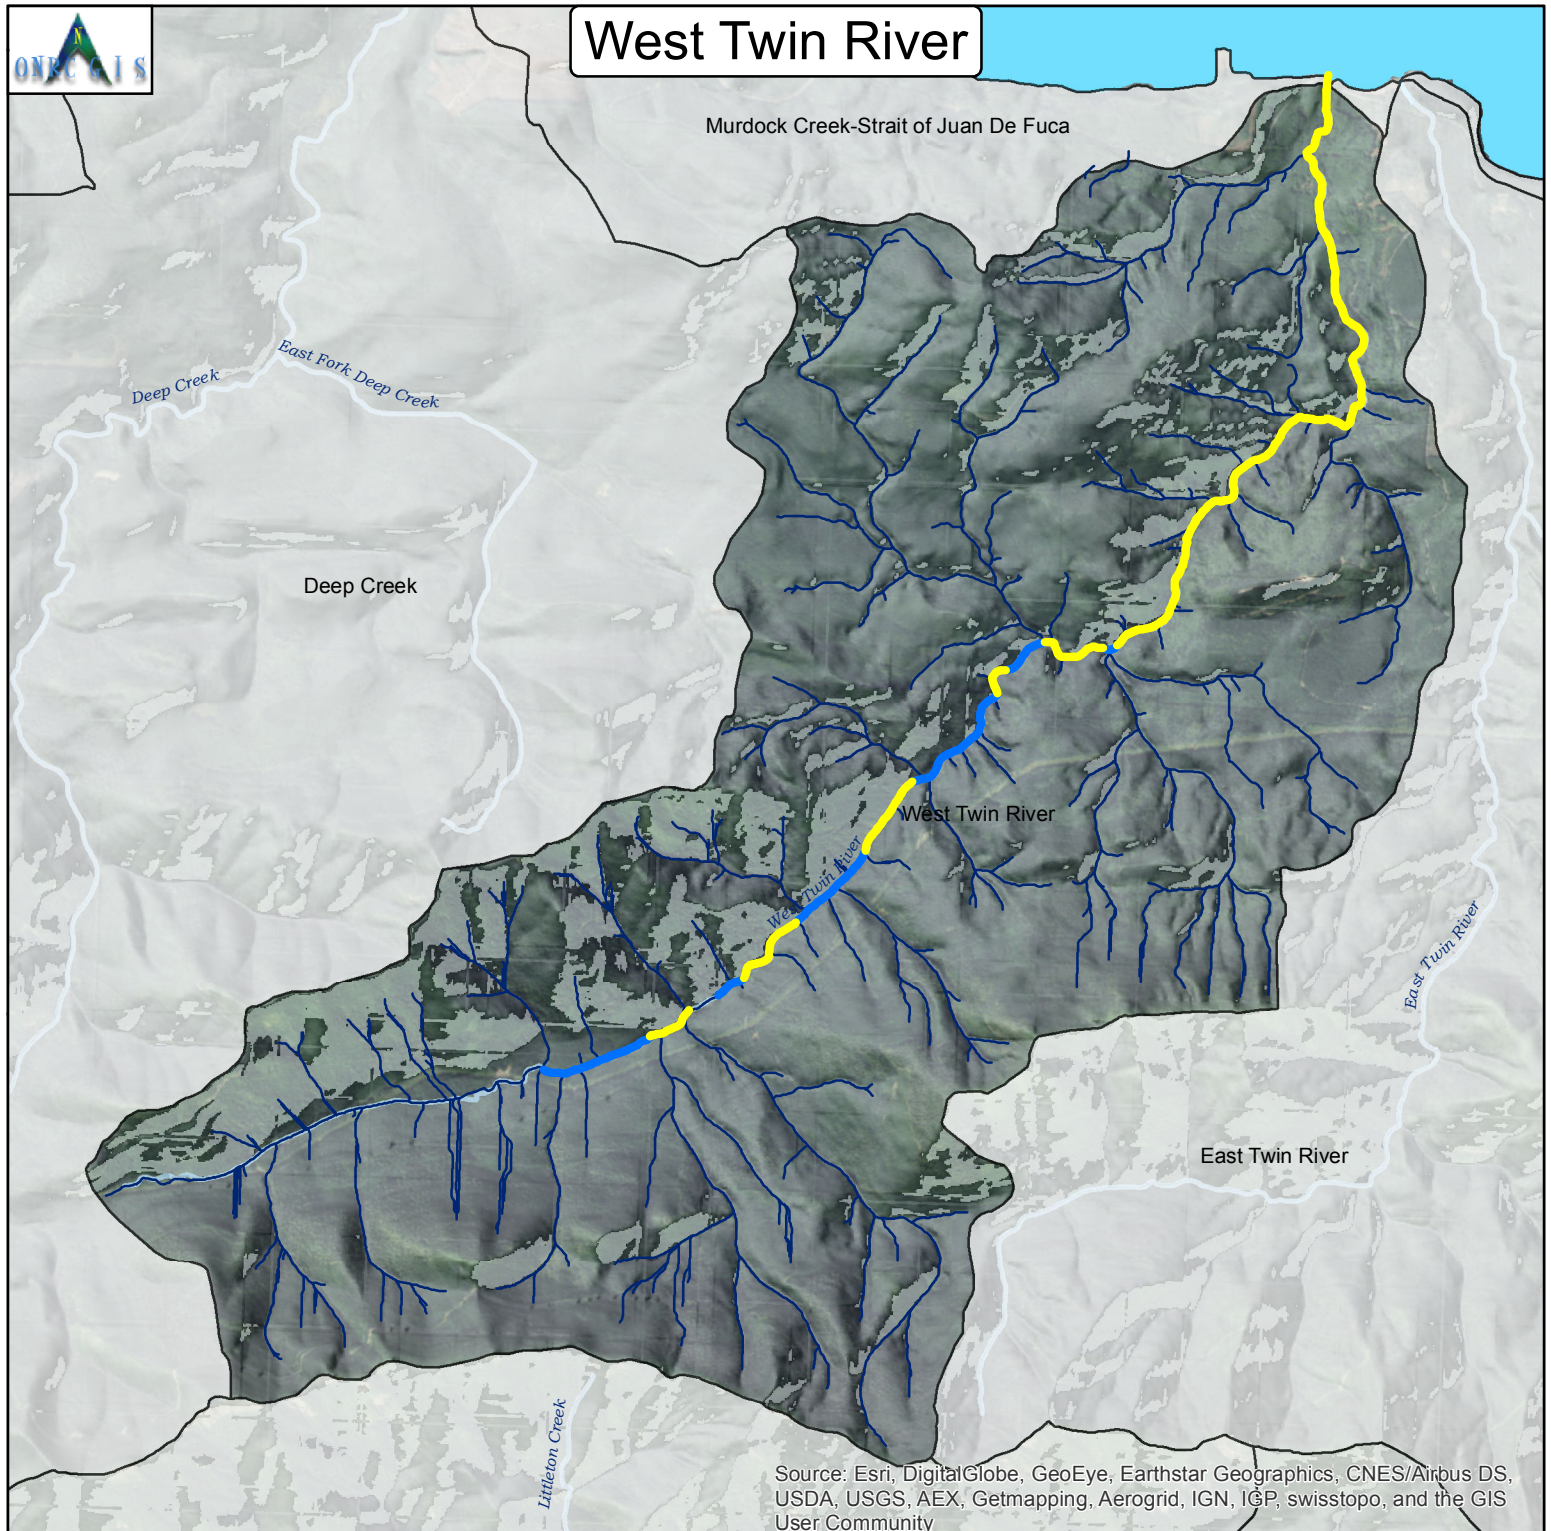 N
ONRC GIS
West Twin River
Murdock Creek-Strait of Juan De Fuca
East Fork Deep Creek
Deep Creek
Deep Creek
West Twin River
West Twin River
East Twin River
East Twin River
Littleton Creek
Source: Esri, DigitalGlobe, GeoEye, Earthstar Geographics, CNES/Airbus DS,
USDA, USGS, AEX, Getmapping, Aerogrid, IGN, IGP, swisstopo, and the GIS
User Community